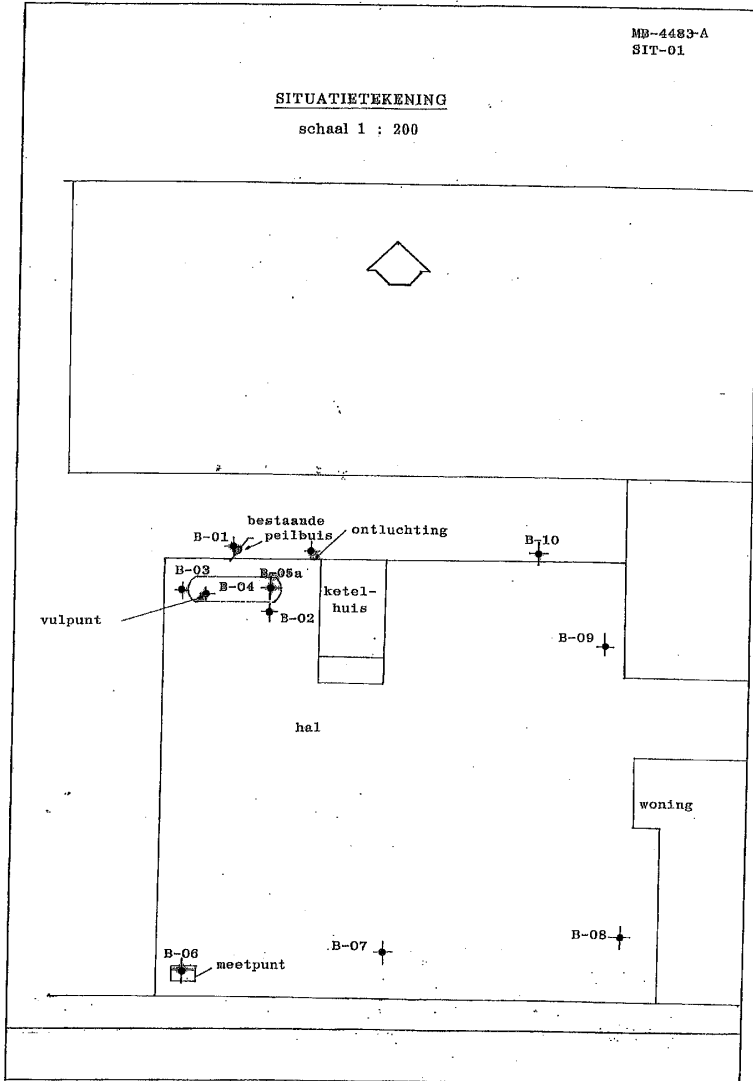 MB-4483-A
SIT-01
SITUATIETEKENING
schaal 1 : 200
bestaande
peilbuis
B-01
ontluchting
B-10
B-03
B-05a
B-04
ketel-
huis
vulpunt
B-02
B-09
hal
woning
B-08
B-07
B-06
meetpunt